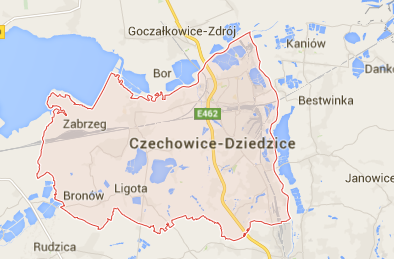 Goczałkowice-Zdrój
Kaniów
Bor
Danko
Bestwinka
E462
Zabrzeg
Czechowice-Dziedzice
Janowice
Ligota
Bronów
Rudzica